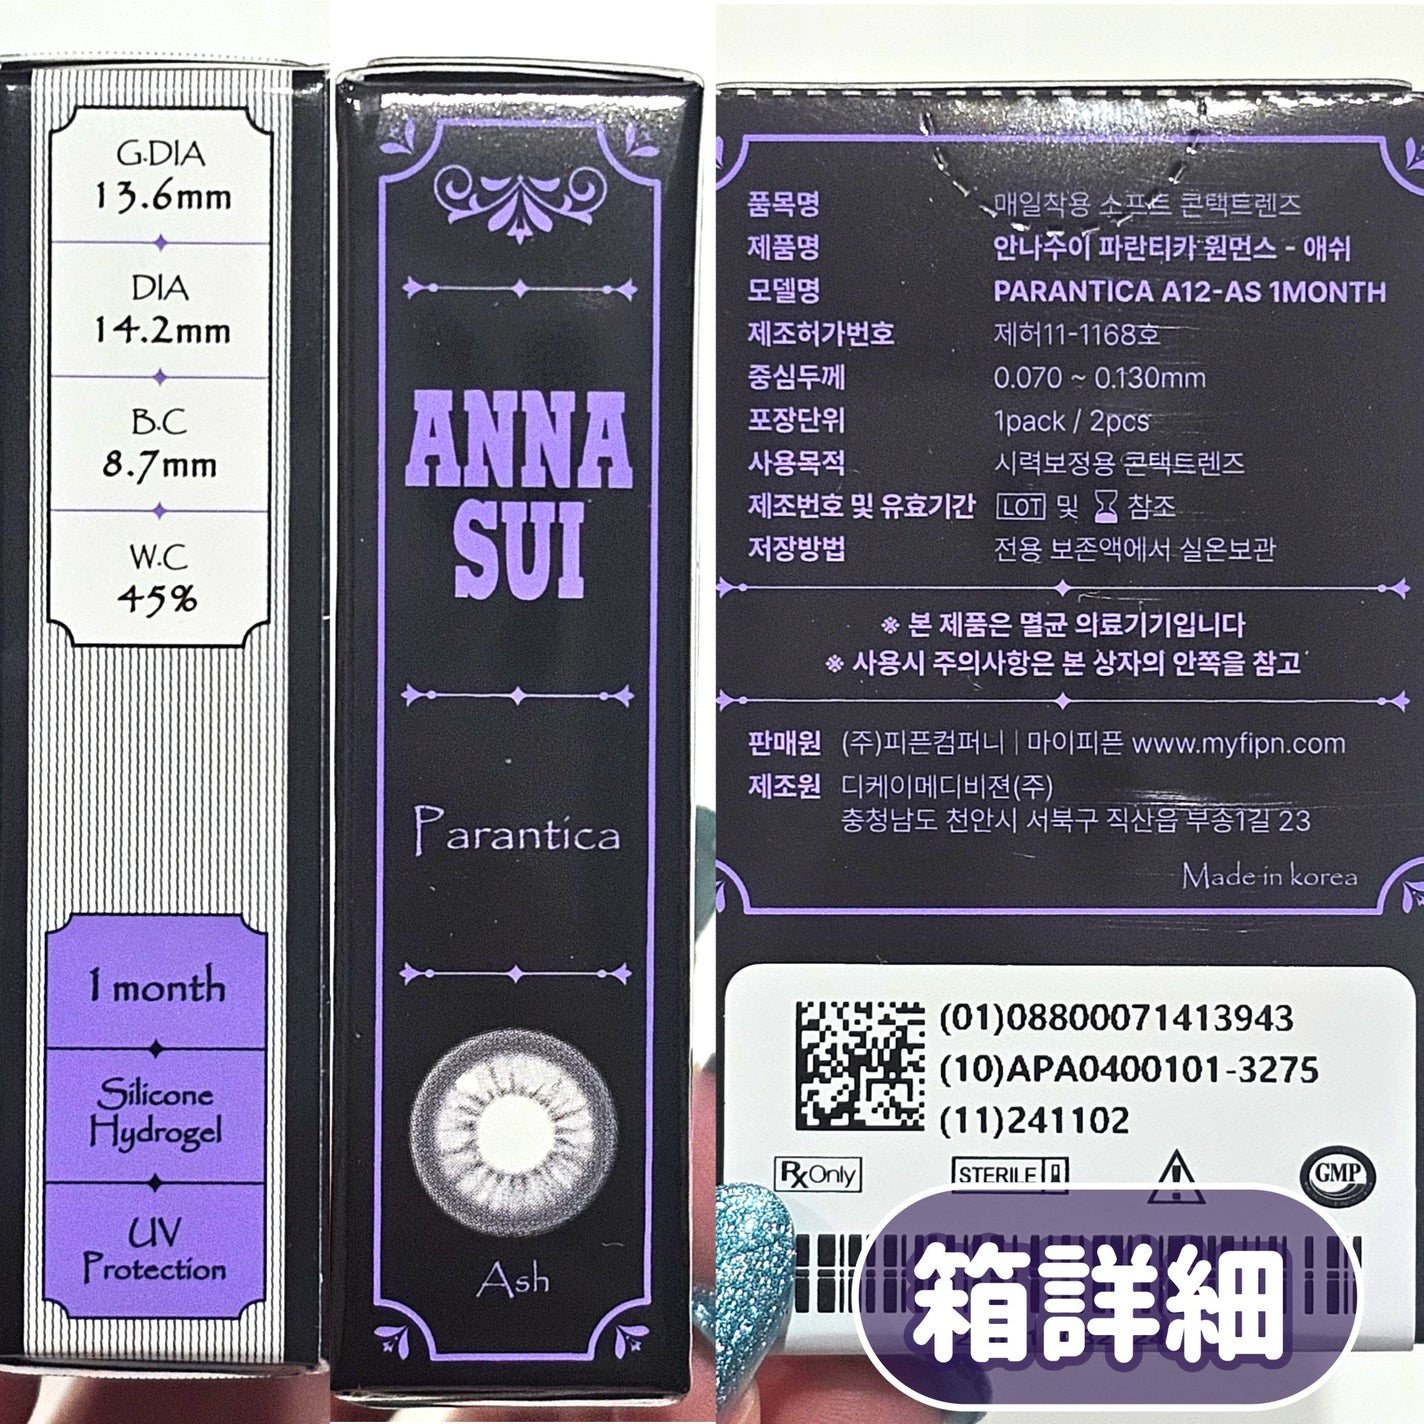 G.DIA
13.6mm
DIA
14.2mm
B.C
8.7mm
W.C
45%
1 month
Silicone
Hydrogel
UV
Protection
ANNA
SUI
Parantica
Ash
품목명 매일착용 소프트 콘택트렌즈
제품명 안나수이 파란티카 원먼스 - 애쉬
모델명 PARANTICA A12-AS 1MONTH
제조허가번호 제허11-1168호
중심두께 0.070 ~ 0.130mm
포장단위 1pack / 2pcs
사용목적 시력보정용 콘택트렌즈
제조번호 및 유효기간 LOT 및 참조
저장방법 전용 보존액에서 실온보관
※ 본 제품은 멸균 의료기기입니다
※ 사용시 주의사항은 본 상자의 안쪽을 참고
판매원 (주)피픈컴퍼니 | 마이피픈 www.myfipn.com
제조원 디케이메디비젼(주)
충청남도 천안시 서북구 직산읍 부송1길 23
Made in korea
(01)08800071413943
(10)APA0400101-3275
(11)241102
Rx Only
STERILE
GMP
箱詳細